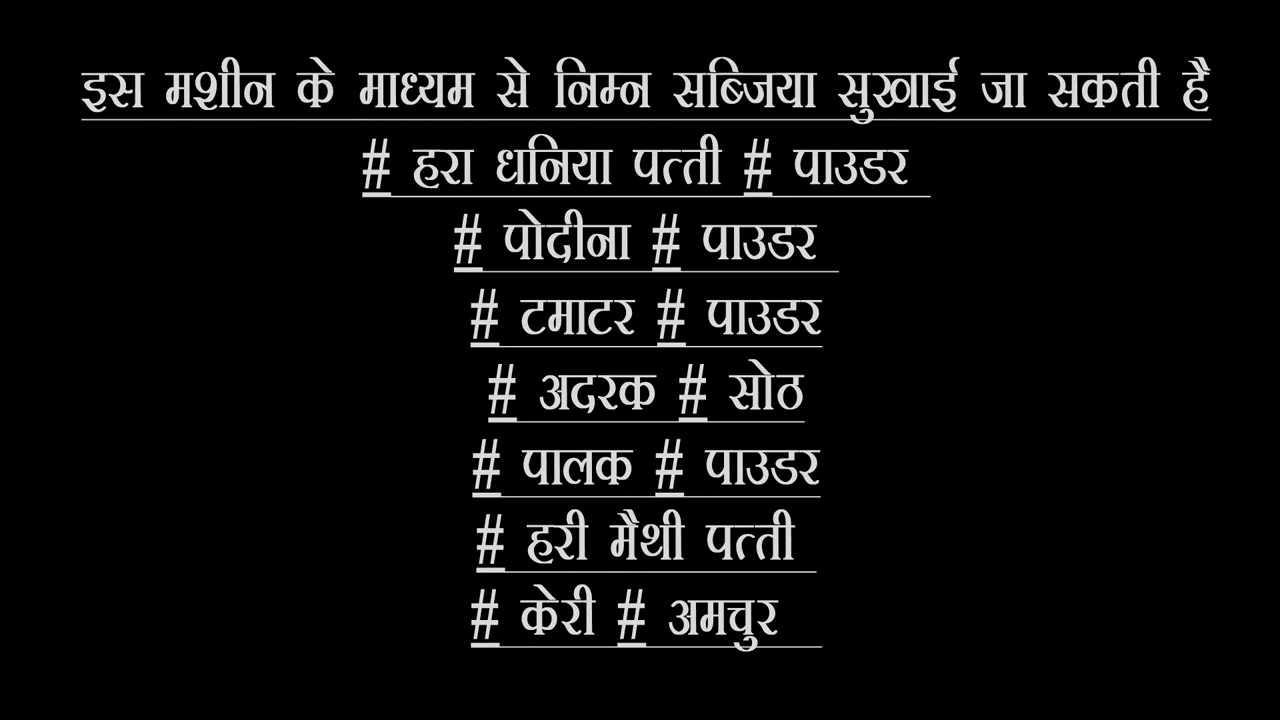 इस मशीन के माध्यम से निम्न सब्जिया सुखाई जा सकती है
# हरा धनिया पत्ती # पाउडर
# पोदीना # पाउडर
# टमाटर # पाउडर
# अदरक # सोठ
# पालक # पाउडर
# हरी मैथी पत्ती
# केरी # अमचुर